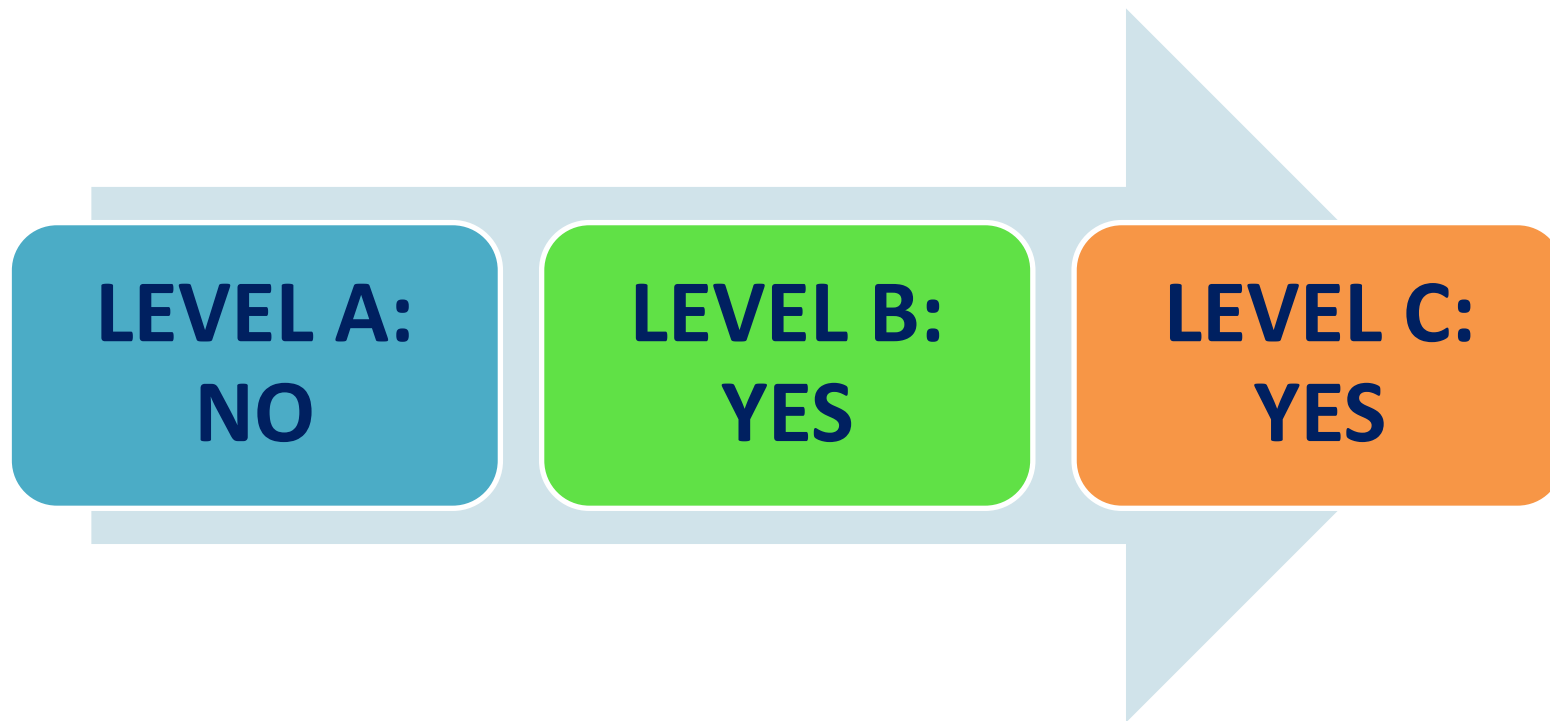 LEVEL A:
NO
LEVEL B:
YES
LEVEL C:
YES